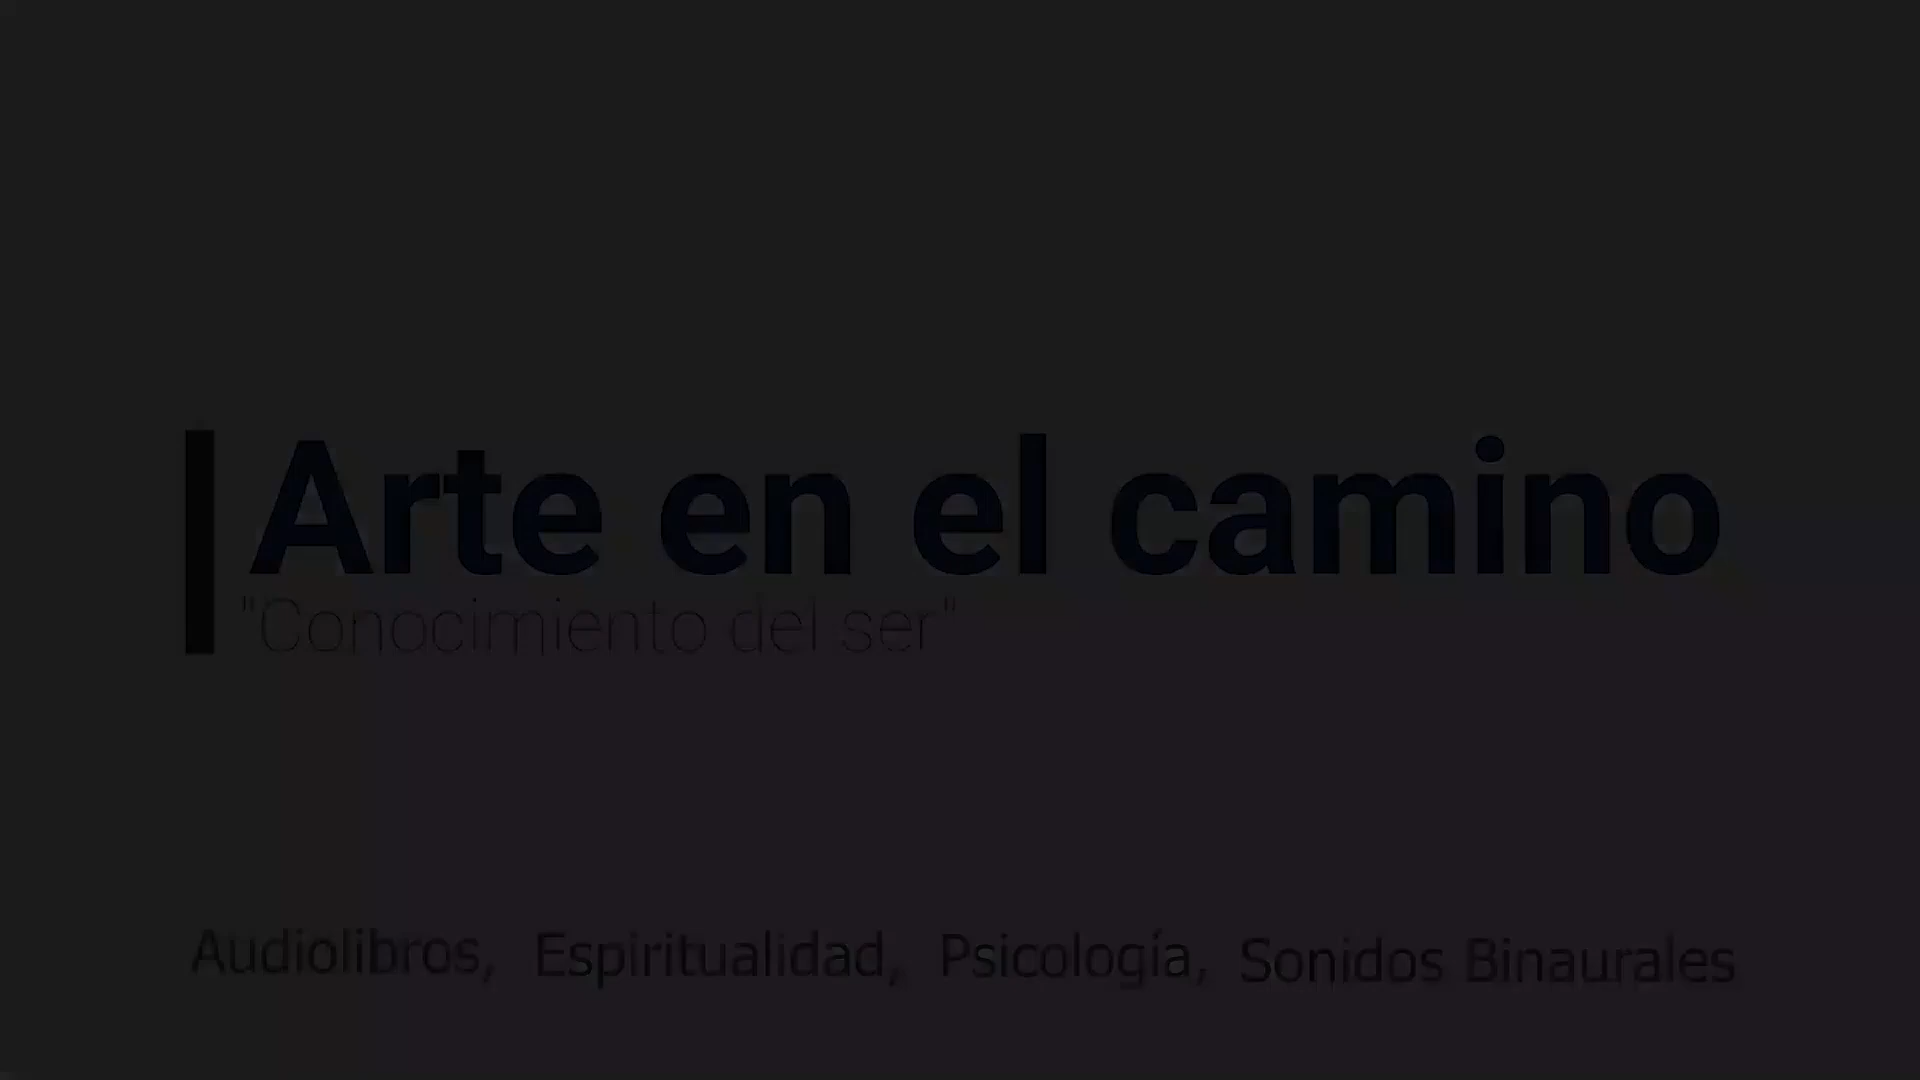 Arte en el camino
"Conocimiento del ser"
Audiolibros, Espiritualidad, Psicología, Sonidos Binaurales